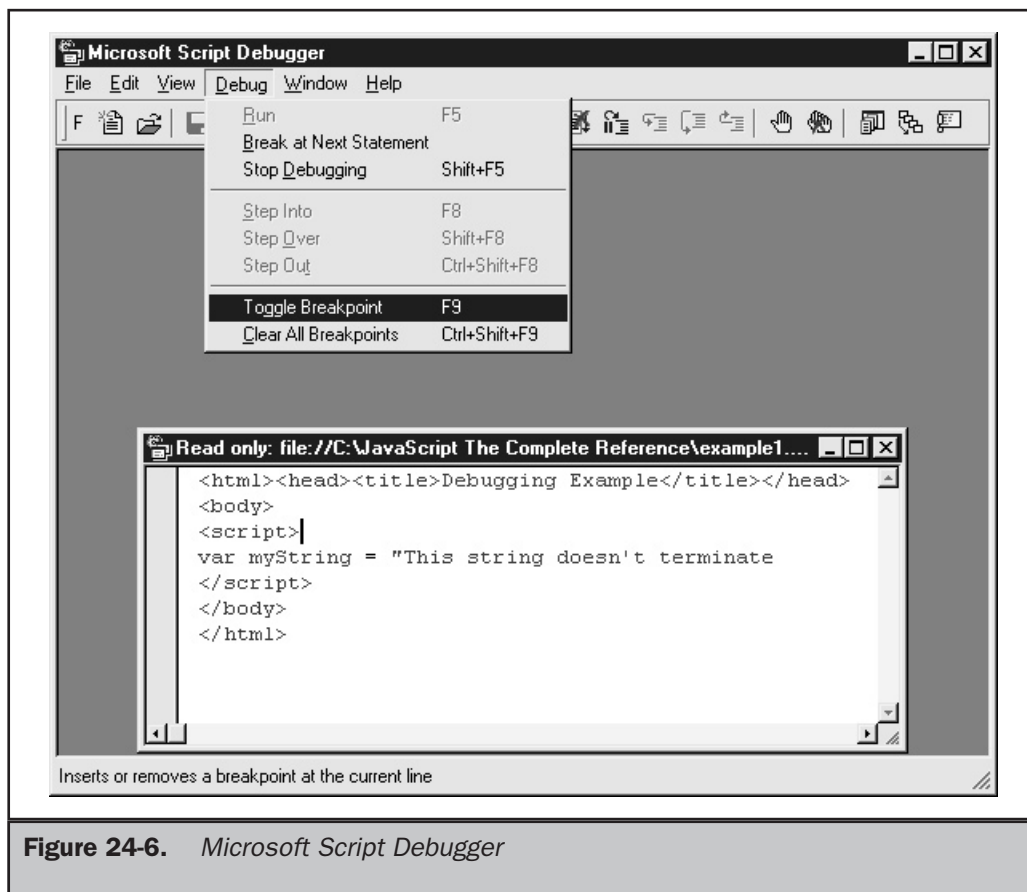 Microsoft Script Debugger
File Edit View Debug Window Help
F
Run F5
Break at Next Statement
Stop Debugging Shift+F5
Step Into F8
Step Over Shift+F8
Step Out Ctrl+Shift+F8
Toggle Breakpoint F9
Clear All Breakpoints Ctrl+Shift+F9
Read only: file://C:\JavaScript The Complete Reference\example1....
<html><head><title>Debugging Example</title></head>
<body>
<script>
var myString = "This string doesn't terminate
</script>
</body>
</html>
Inserts or removes a breakpoint at the current line
Figure 24-6. Microsoft Script Debugger